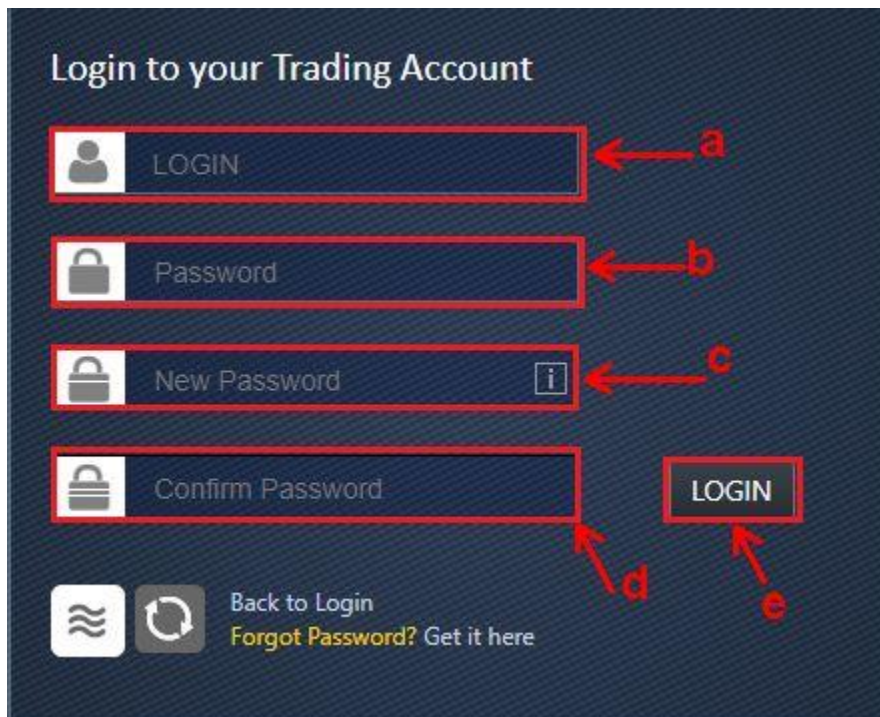 Login to your Trading Account
LOGIN
a
Password
b
New Password
i
c
Confirm Password
LOGIN
d
e
Back to Login
Forgot Password? Get it here